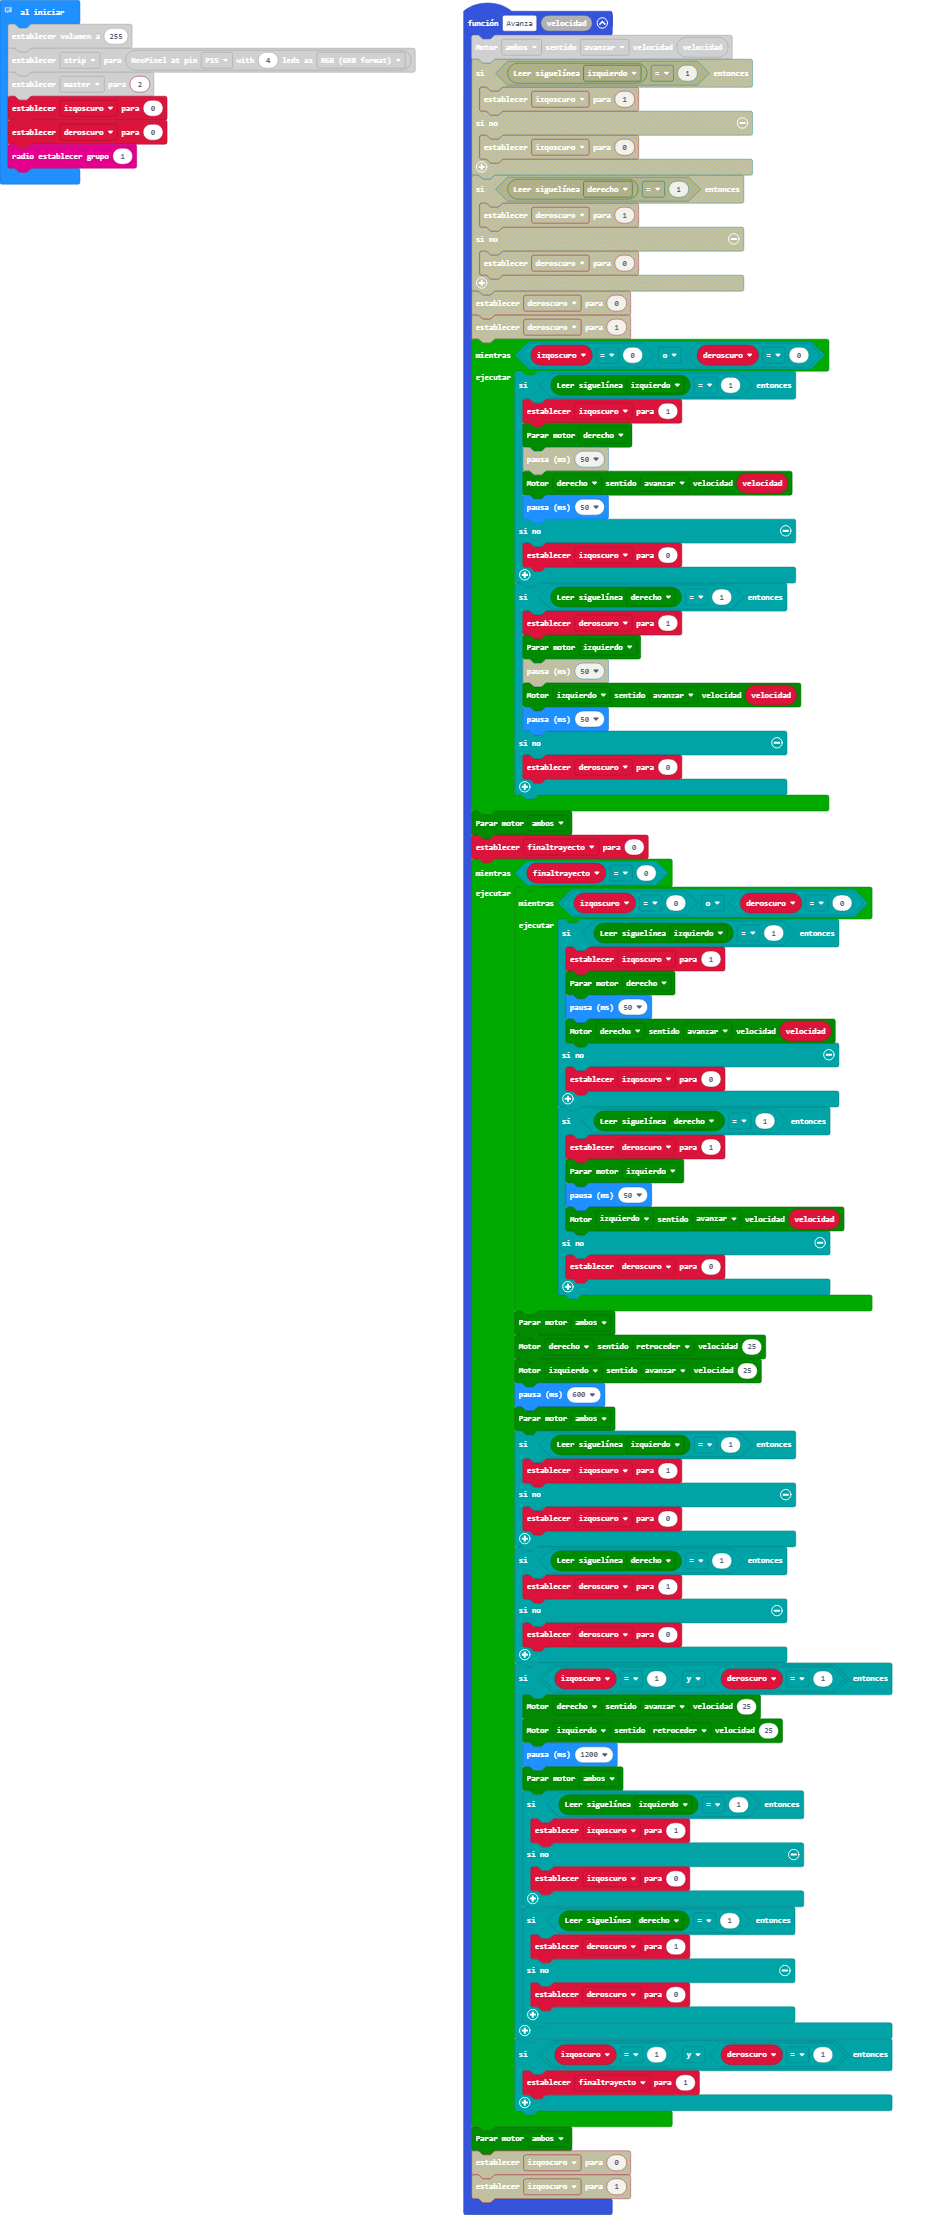 al iniciar
establecer volumen a 255
establecer strip para NeoPixel at pin P15 with 4 leds as RGB (GRB format)
establecer master para 2
establecer izqoscuro para 0
establecer deroscuro para 0
radio establecer grupo 1
función Avanza velocidad
Motor ambos sentido avanzar velocidad velocidad
si Leer siguelínea izquierdo = 1 entonces
establecer izqoscuro para 1
si no
establecer izqoscuro para 0
si Leer siguelínea derecho = 1 entonces
establecer deroscuro para 1
si no
establecer deroscuro para 0
establecer deroscuro para 0
establecer deroscuro para 1
mientras izqoscuro = 0 o deroscuro = 0
ejecutar si Leer siguelínea izquierdo = 1 entonces
establecer izqoscuro para 1
Parar motor derecho
pausa (ms) 50
Motor derecho sentido avanzar velocidad velocidad
pausa (ms) 50
si no
establecer izqoscuro para 0
si Leer siguelínea derecho = 1 entonces
establecer deroscuro para 1
Parar motor izquierdo
pausa (ms) 50
Motor izquierdo sentido avanzar velocidad velocidad
pausa (ms) 50
si no
establecer deroscuro para 0
Parar motor ambos
establecer finaltrayecto para 0
mientras finaltrayecto = 0
ejecutar mientras izqoscuro = 0 o deroscuro = 0
ejecutar si Leer siguelínea izquierdo = 1 entonces
establecer izqoscuro para 1
Parar motor derecho
pausa (ms) 50
Motor derecho sentido avanzar velocidad velocidad
si no
establecer izqoscuro para 0
si Leer siguelínea derecho = 1 entonces
establecer deroscuro para 1
Parar motor izquierdo
pausa (ms) 50
Motor izquierdo sentido avanzar velocidad velocidad
si no
establecer deroscuro para 0
Parar motor ambos
Motor derecho sentido retroceder velocidad 25
Motor izquierdo sentido avanzar velocidad 25
pausa (ms) 600
Parar motor ambos
si Leer siguelínea izquierdo = 1 entonces
establecer izqoscuro para 1
si no
establecer izqoscuro para 0
si Leer siguelínea derecho = 1 entonces
establecer deroscuro para 1
si no
establecer deroscuro para 0
si izqoscuro = 1 y deroscuro = 1 entonces
Motor derecho sentido avanzar velocidad 25
Motor izquierdo sentido retroceder velocidad 25
pausa (ms) 1200
Parar motor ambos
si Leer siguelínea izquierdo = 1 entonces
establecer izqoscuro para 1
si no
establecer izqoscuro para 0
si Leer siguelínea derecho = 1 entonces
establecer deroscuro para 1
si no
establecer deroscuro para 0
si izqoscuro = 1 y deroscuro = 1 entonces
establecer finaltrayecto para 1
Parar motor ambos
establecer izqoscuro para 0
establecer izqoscuro para 1